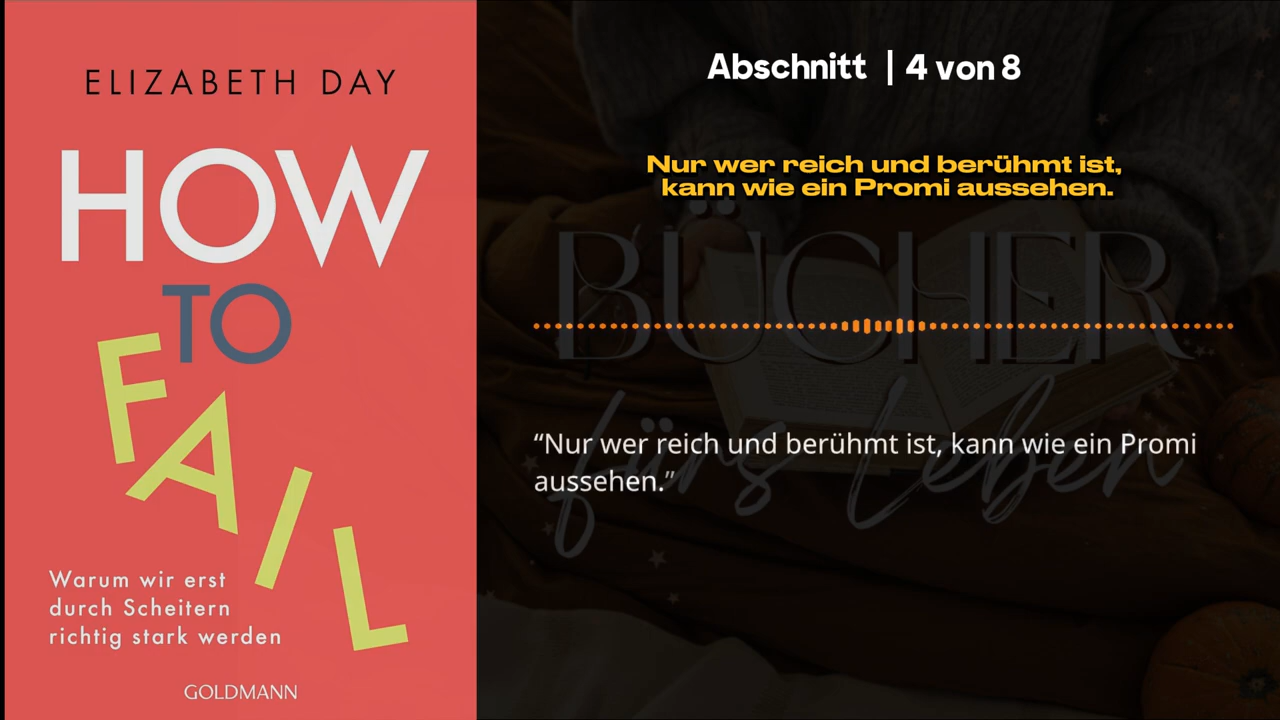 ELIZABETH DAY
HOW
TO
FAIL
Warum wir erst
durch Scheitern
richtig stark werden
GOLDMANN
Abschnitt | 4 von 8
Nur wer reich und berühmt ist,
kann wie ein Promi aussehen.
BÜCHER
fürs Leben
“Nur wer reich und berühmt ist, kann wie ein Promi
aussehen.”